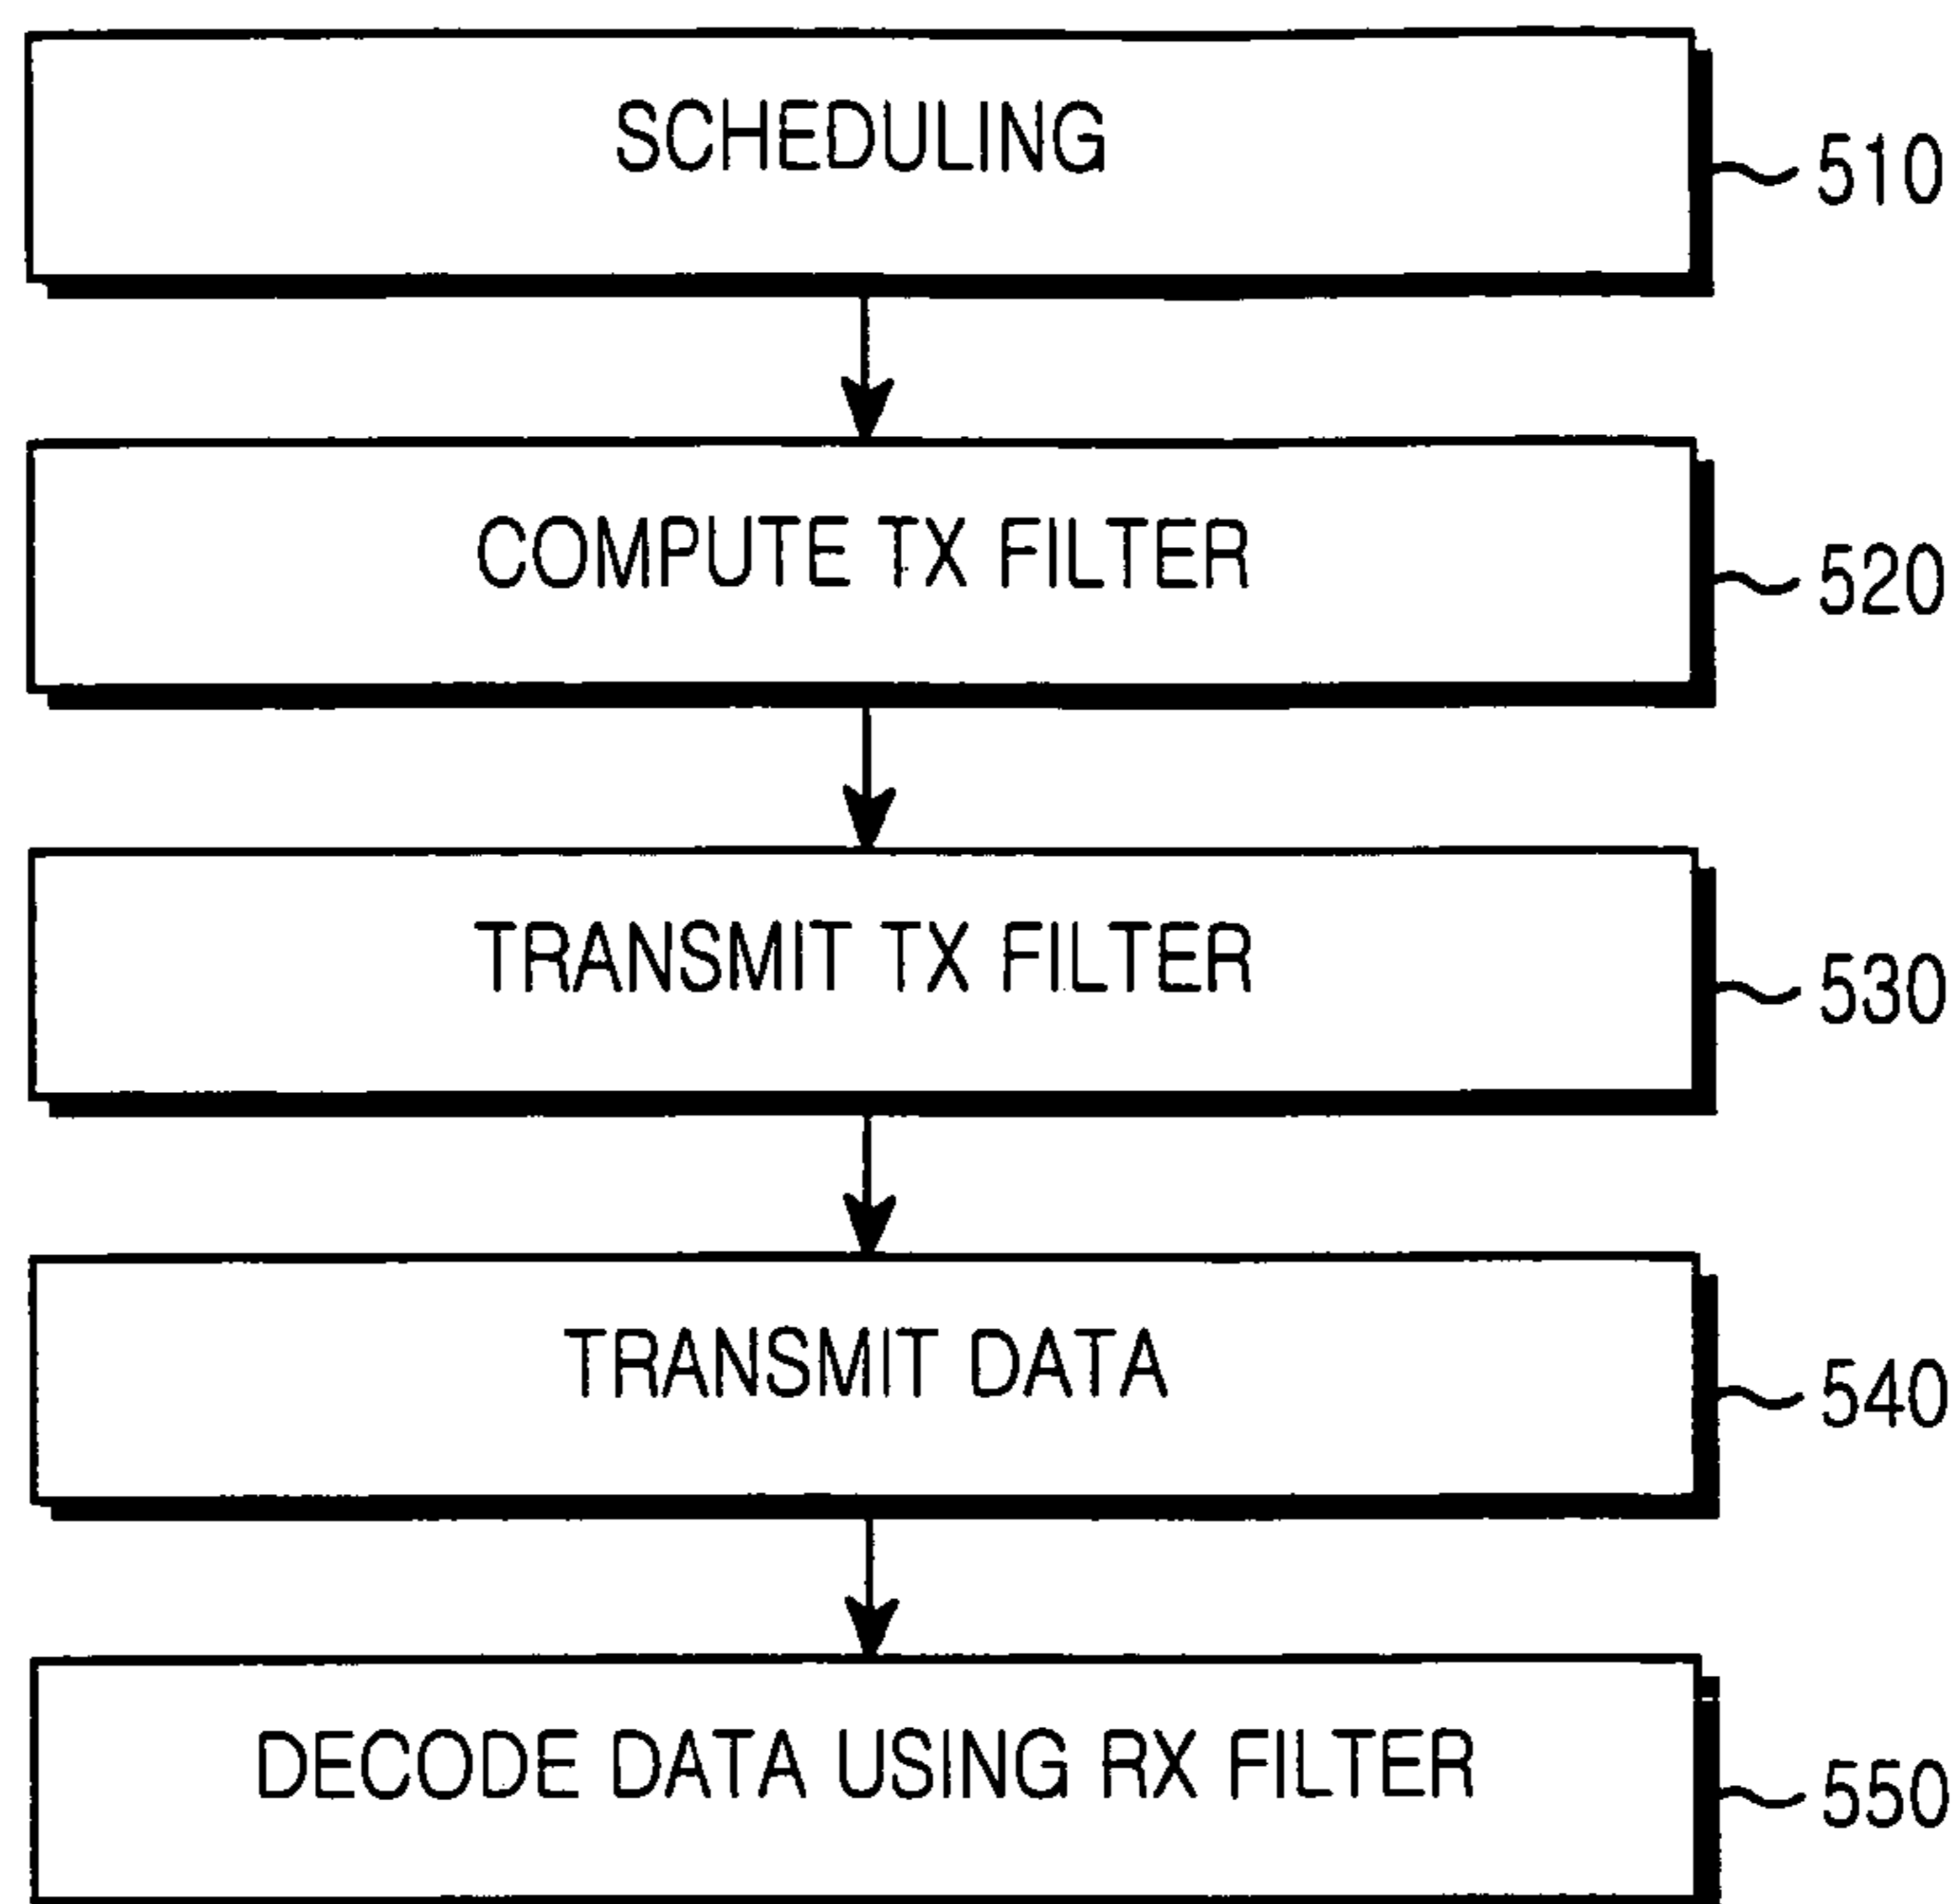 SCHEDULING
510
COMPUTE TX FILTER
520
TRANSMIT TX FILTER
530
TRANSMIT DATA
540
DECODE DATA USING RX FILTER
550